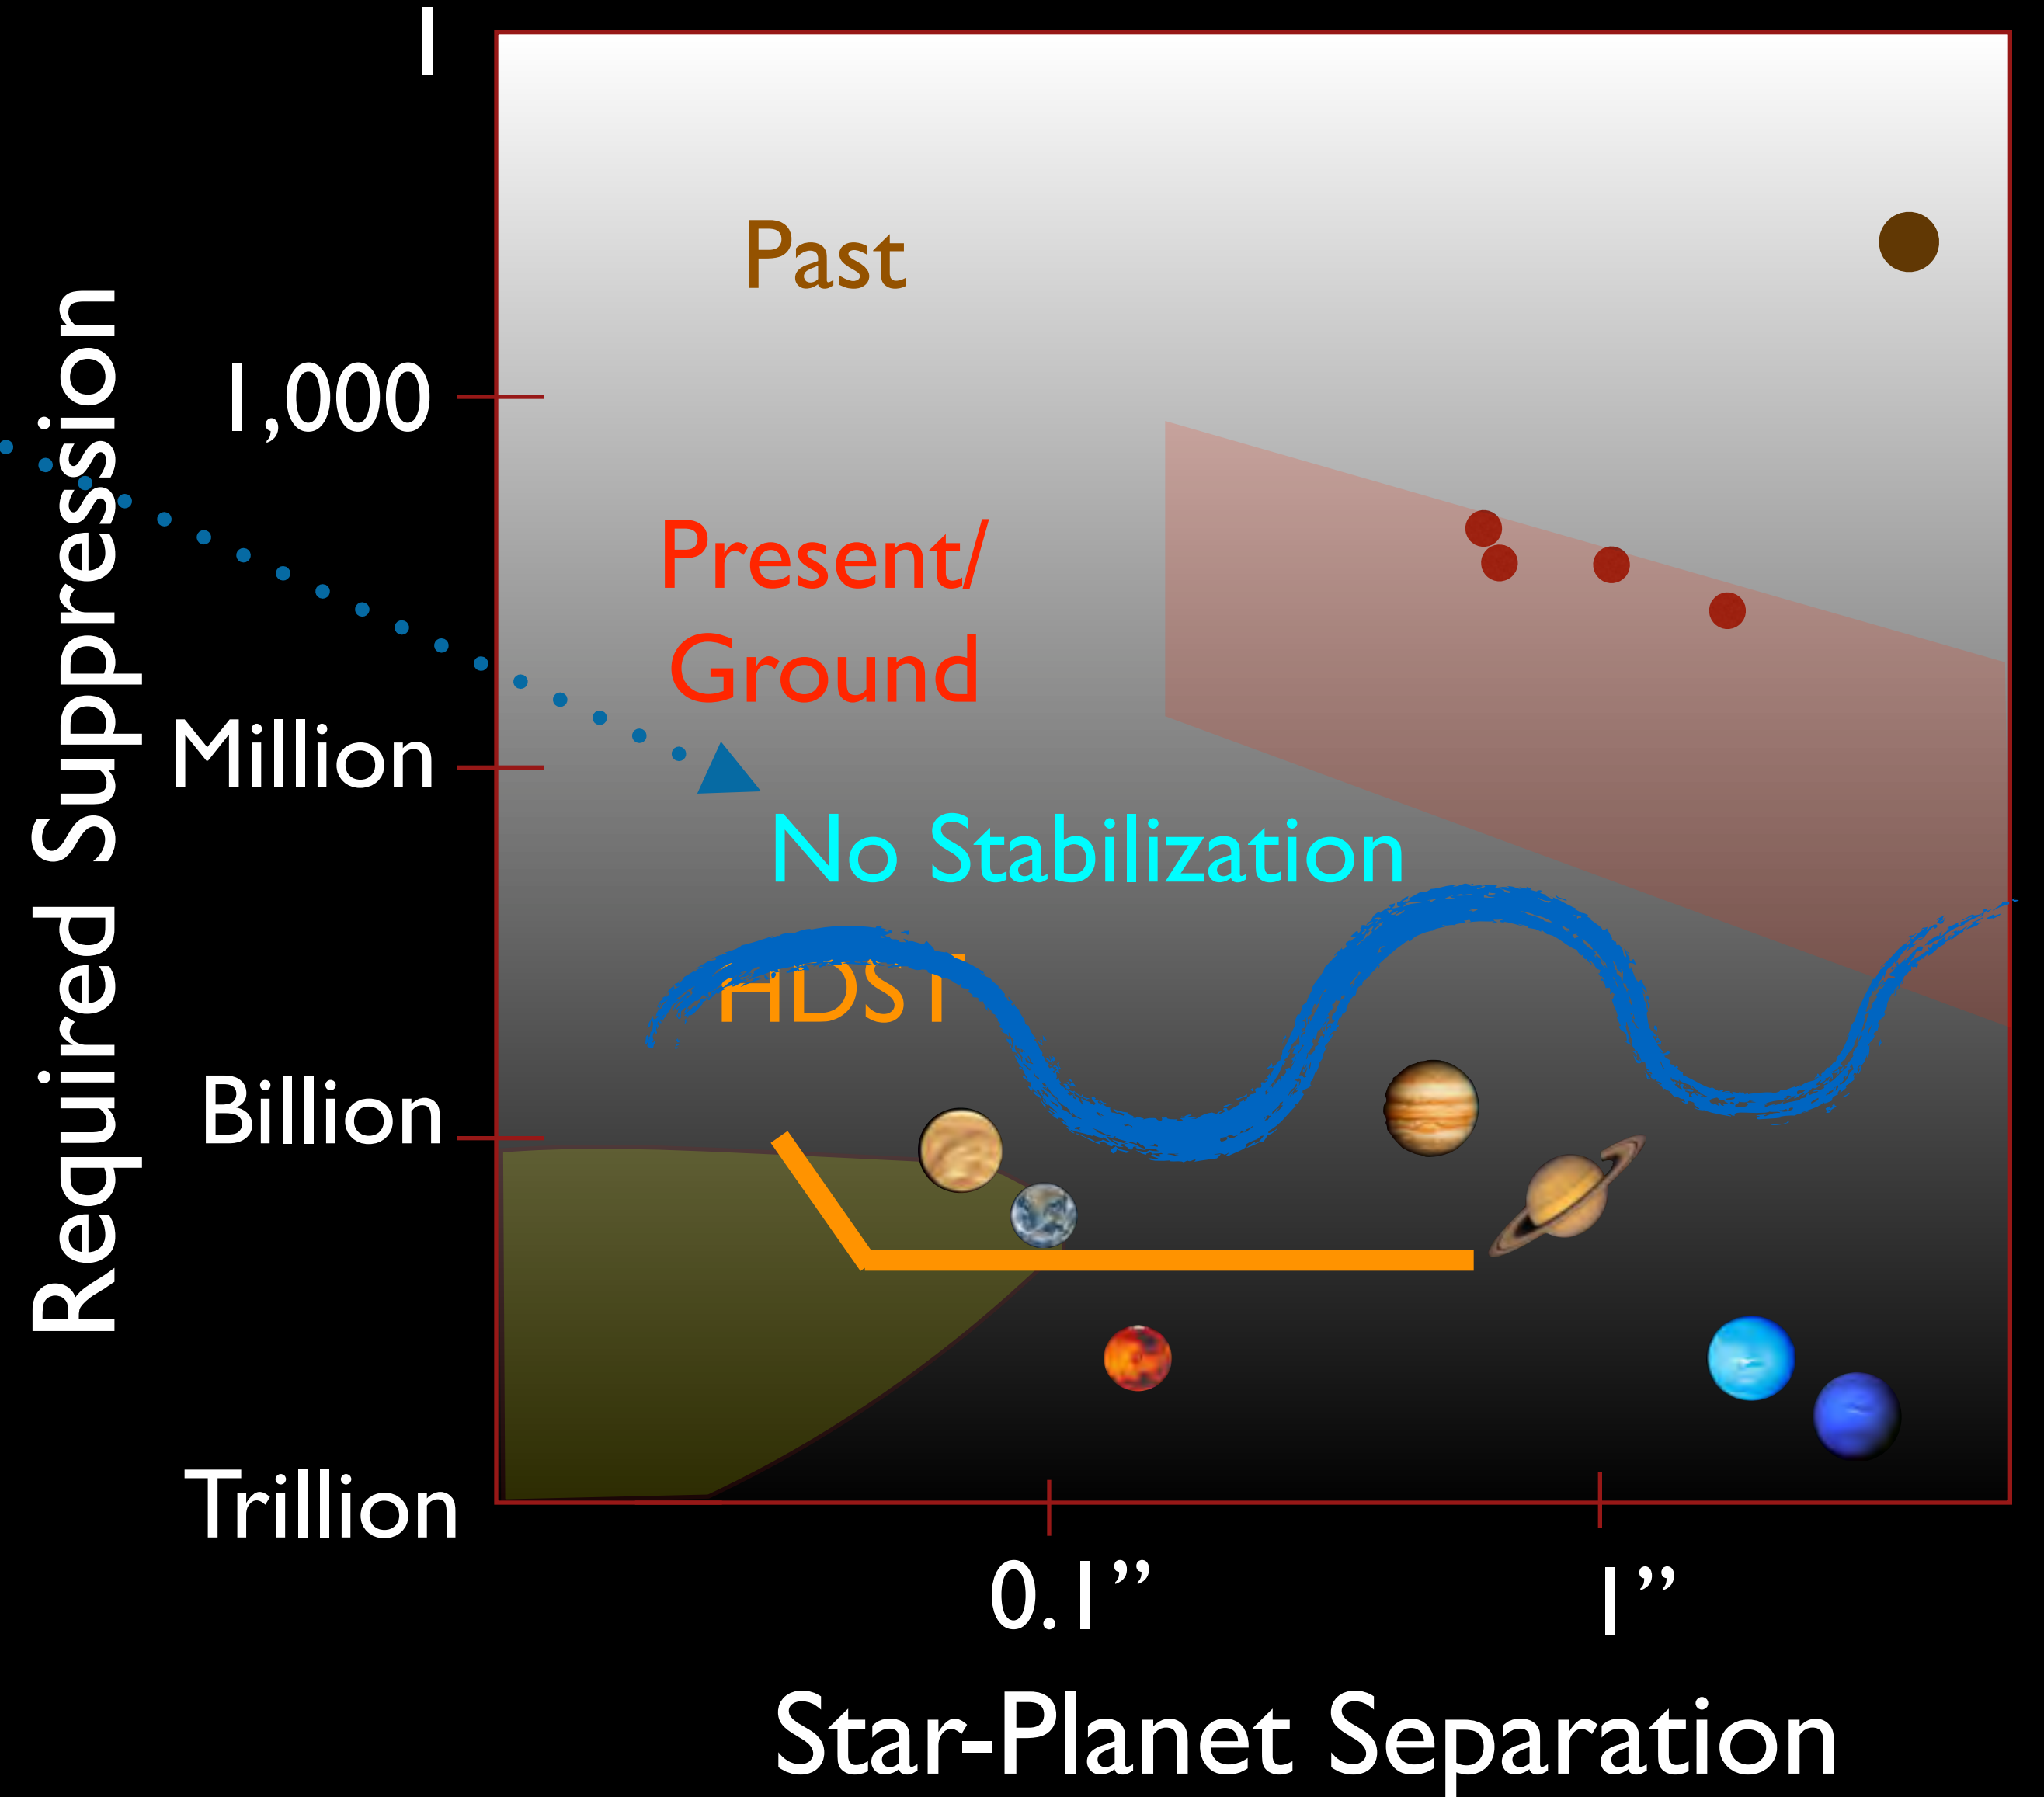 1
Past
1,000
Present/
Ground
Million
No Stabilization
HDST
Billion
Trillion
0.1”
1”
Required Suppression
Star-Planet Separation